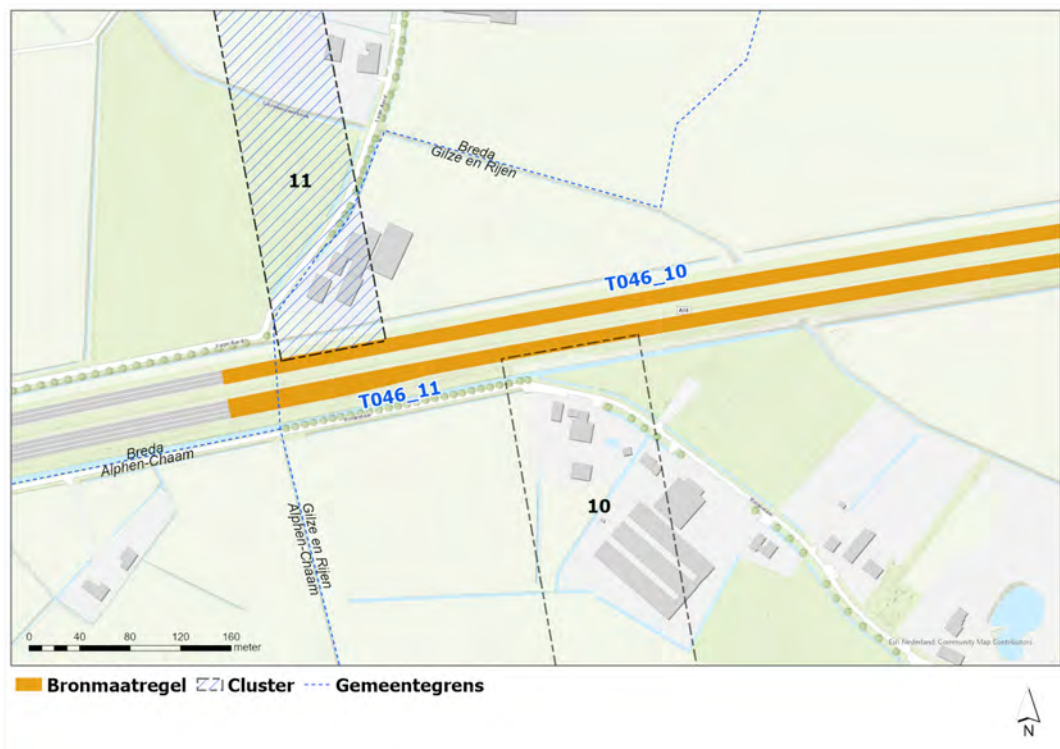 11
Breda
Gilze en Rijen
T046_10
A58
T046_11
Breda
Alphen-Chaam
Gilze en Rijen
Alphen-Chaam
10
0 40 80 120 160
meter
Esri Nederland, Community Map Contributors
Bronmaatregel Cluster Gemeentegrens
N